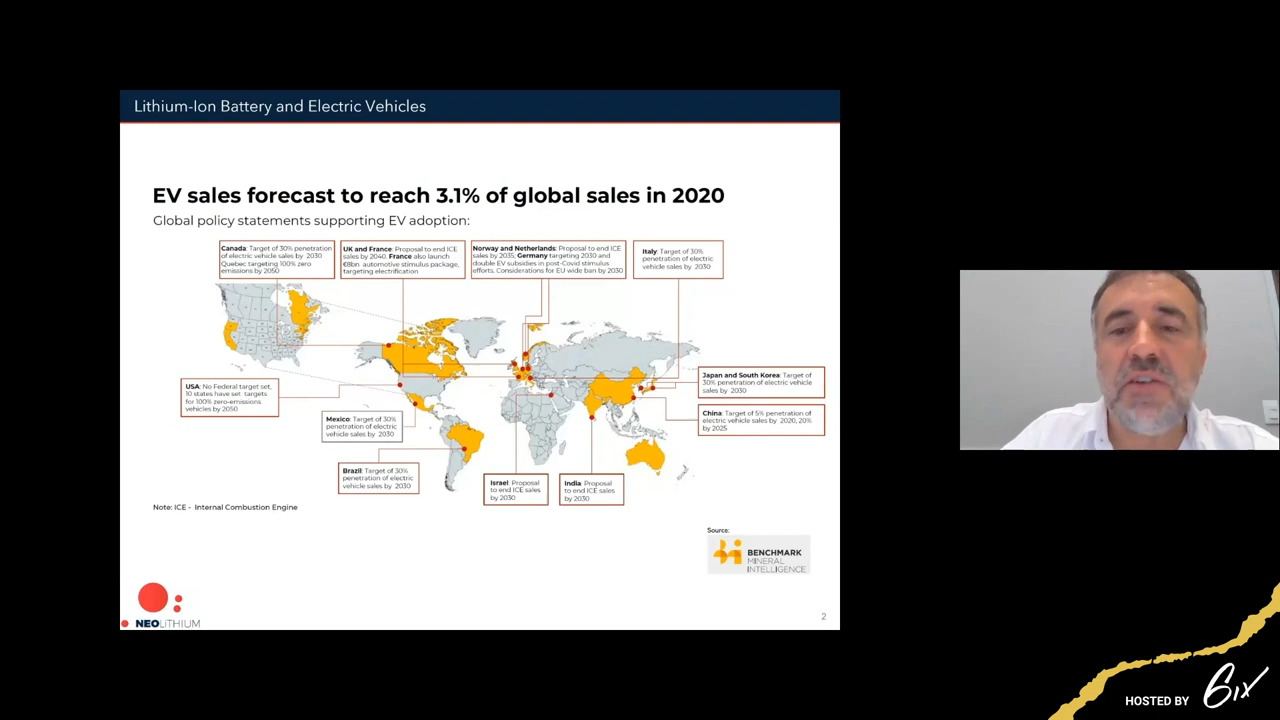 Lithium-Ion Battery and Electric Vehicles
EV sales forecast to reach 3.1% of global sales in 2020
Global policy statements supporting EV adoption:
Canada: Target of 30% penetration
of electric vehicle sales by 2030
Quebec targeting 100% zero
emissions by 2050
UK and France: Proposal to end ICE
sales by 2040. France also launch
€8bn automotive stimulus package,
targeting electrification
Norway and Netherlands: Proposal to end ICE
sales by 2035; Germany targeting 2030 and
double EV subsidies in post-Covid stimulus
efforts. Considerations for EU wide ban by 2030
Italy: Target of 30%
penetration of electric
vehicle sales by 2030
USA: No Federal target set,
10 states have set targets
for 100% zero-emissions
vehicles by 2050
Mexico: Target of 30%
penetration of electric
vehicle sales by 2030
Brazil: Target of 30%
penetration of electric
vehicle sales by 2030
Israel: Proposal
to end ICE sales
by 2030
India: Proposal
to end ICE sales
by 2030
Japan and South Korea: Target of
30% penetration of electric vehicle
sales by 2030
China: Target of 5% penetration of
electric vehicle sales by 2020, 20%
by 2025
Note: ICE - Internal Combustion Engine
Source:
BENCHMARK
MINERAL
INTELLIGENCE
NEOLITHIUM
2
HOSTED BY 6ix